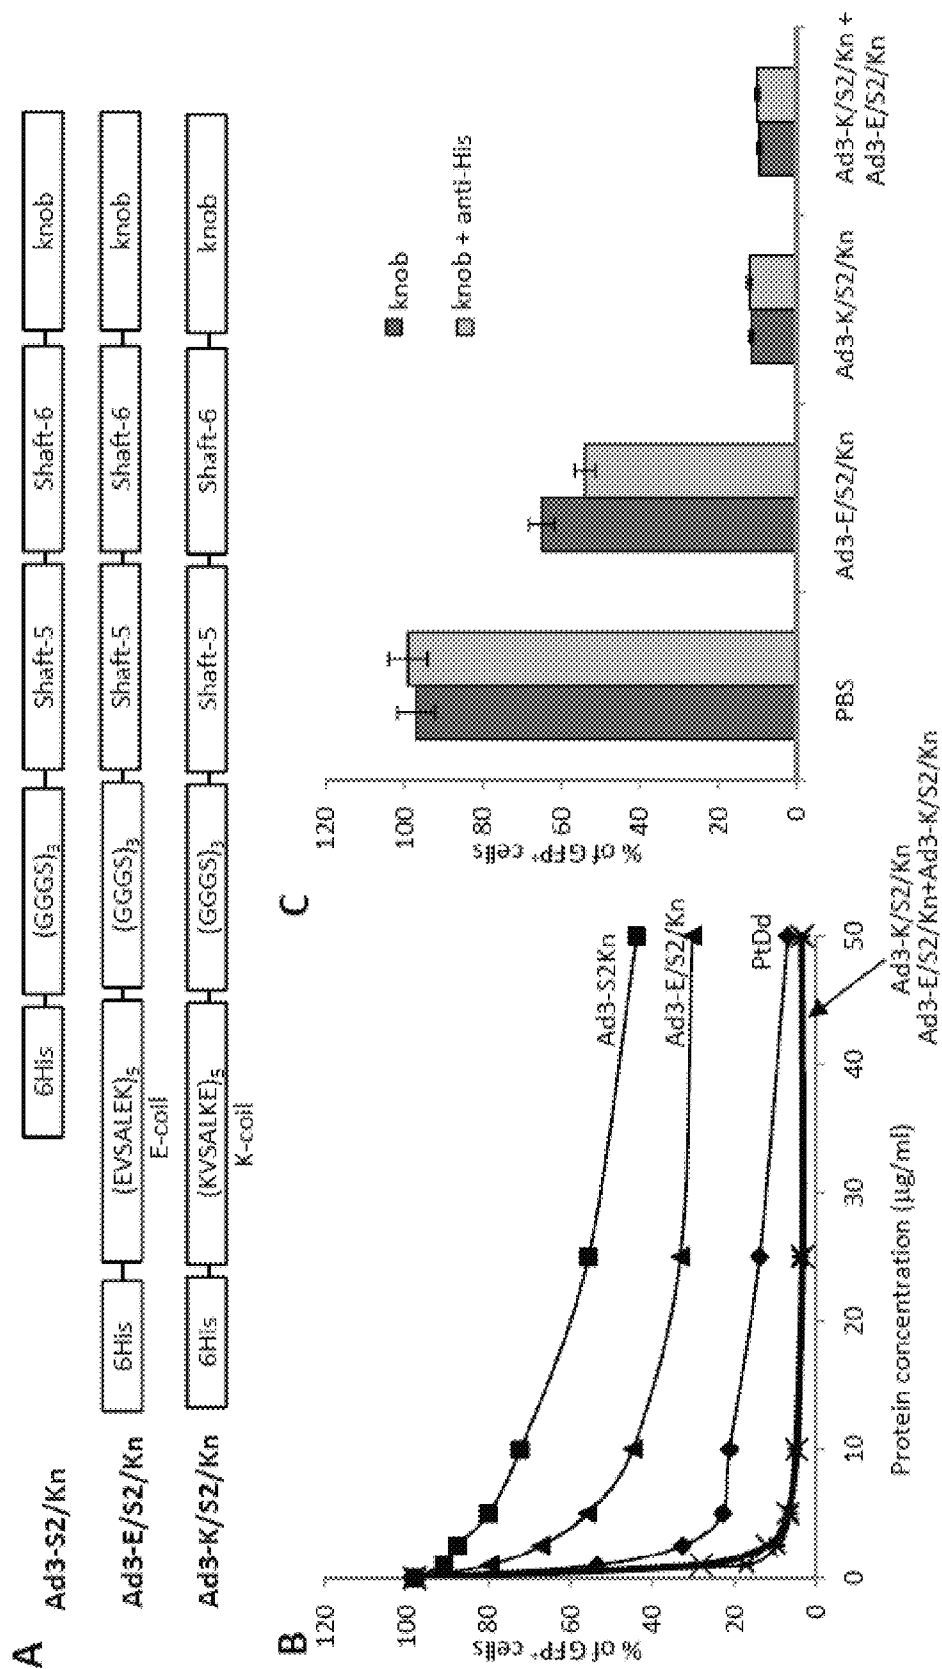 A
Ad3-S2/Kn
6His
(GGGS)3
Shaft-5
Shaft-6
knob
Ad3-E/S2/Kn
6His
(EVSALEK)5
(GGGS)3
Shaft-5
Shaft-6
knob
E-coil
Ad3-K/S2/Kn
6His
(KVSALKE)5
(GGGS)3
Shaft-5
Shaft-6
knob
K-coil
B
% of GFP+ cells
120
100
80
60
40
20
0
0
10
20
30
40
50
Protein concentration (µg/ml)
Ad3-S2Kn
Ad3-E/S2/Kn
PtDd
Ad3-K/S2/Kn
Ad3-E/S2/Kn+Ad3-K/S2/Kn
C
% of GFP+ cells
120
100
80
60
40
20
0
knob
knob + anti-His
PBS
Ad3-E/S2/Kn
Ad3-K/S2/Kn
Ad3-K/S2/Kn +
Ad3-E/S2/Kn